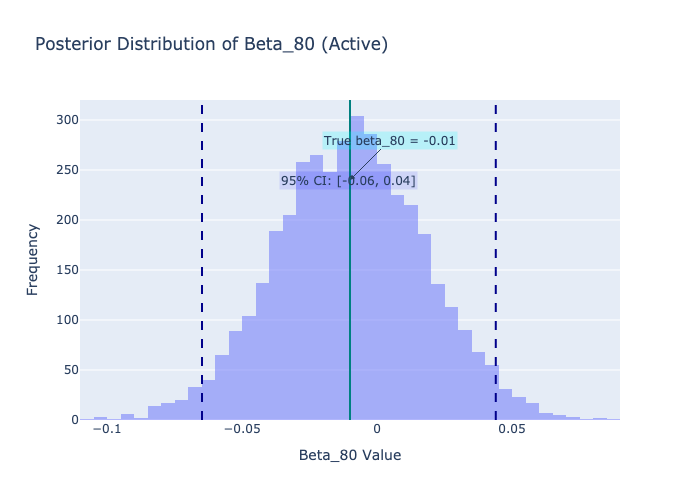 Posterior Distribution of Beta_80 (Active)
300
True beta_80 = -0.01
250
95% CI: [-0.06, 0.04]
200
150
100
50
0
Frequency
−0.1
−0.05
0
0.05
Beta_80 Value